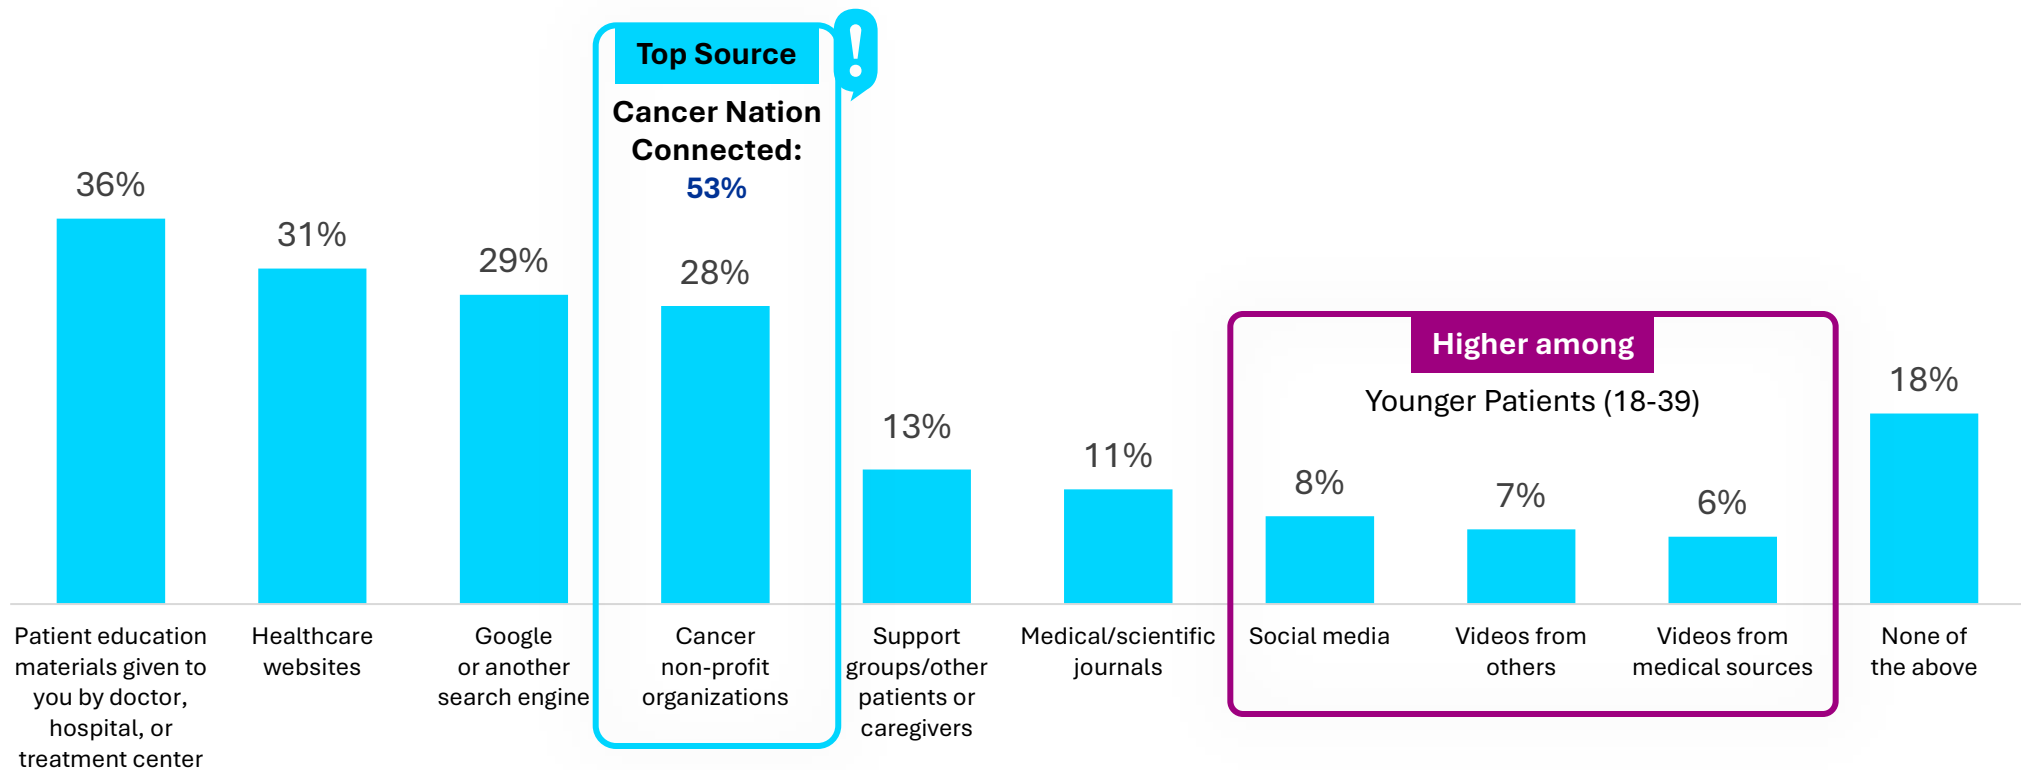 Top Source
!
Cancer Nation
Connected:
53%
36%
31%
29%
28%
13%
11%
Higher among
Younger Patients (18-39)
8%
7%
6%
18%
Patient education
materials given to
you by doctor,
hospital, or
treatment center
Healthcare
websites
Google
or another
search engine
Cancer
non-profit
organizations
Support
groups/other
patients or
caregivers
Medical/scientific
journals
Social media
Videos from
others
Videos from
medical sources
None of
the above